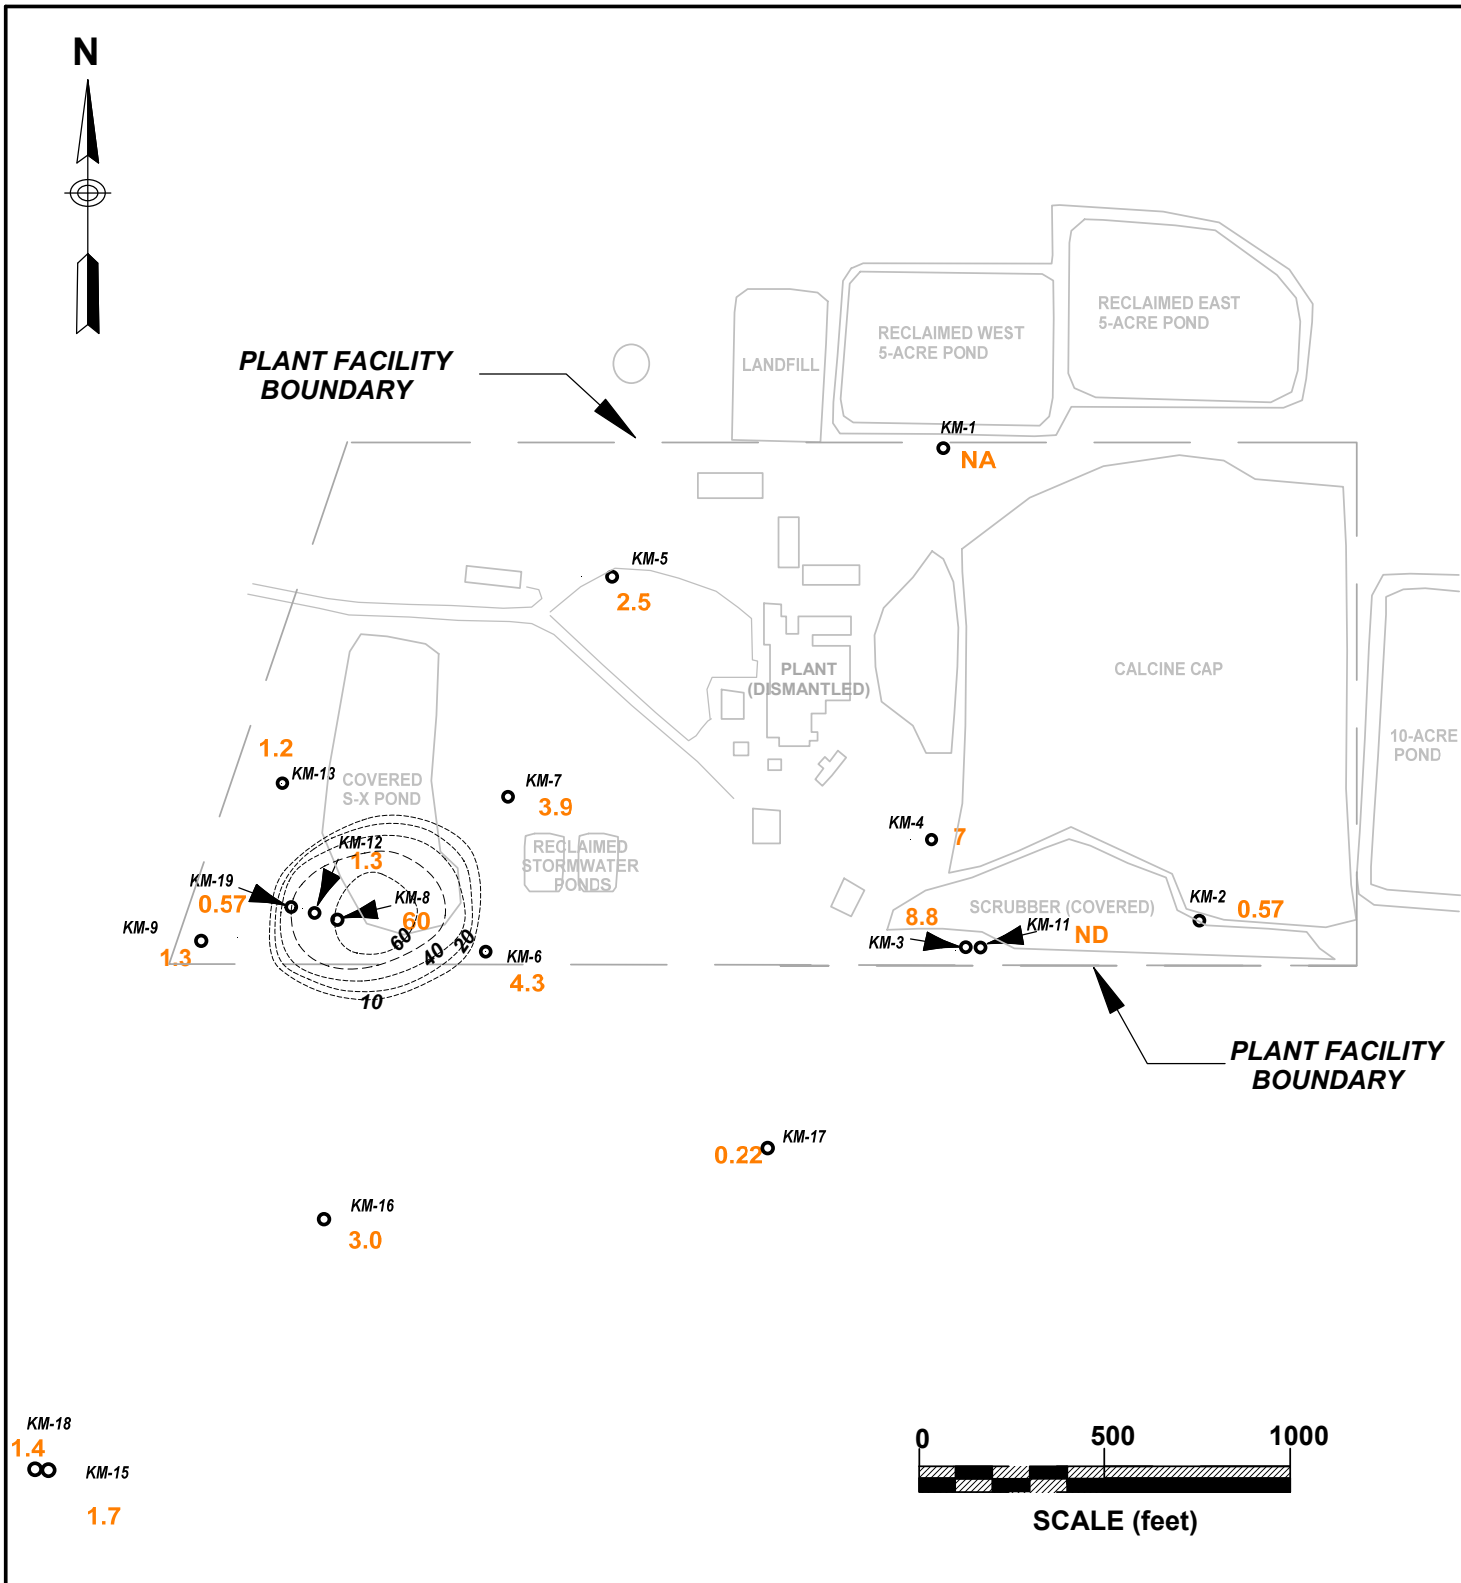 N
PLANT FACILITY
BOUNDARY
LANDFILL
RECLAIMED WEST
5-ACRE POND
RECLAIMED EAST
5-ACRE POND
KM-1
NA
KM-5
2.5
PLANT
(DISMANTLED)
CALCINE CAP
10-ACRE
POND
1.2
KM-13
COVERED
S-X POND
KM-7
3.9
KM-4
7
KM-12
1.3
RECLAIMED
STORMWATER
PONDS
KM-19
0.57
KM-8
60
KM-9
1.3
60
40
20
10
KM-6
4.3
8.8
KM-3
SCRUBBER (COVERED)
KM-11
ND
KM-2
0.57
PLANT FACILITY
BOUNDARY
KM-17
0.22
KM-16
3.0
KM-18
1.4
KM-15
1.7
0 500 1000
SCALE (feet)